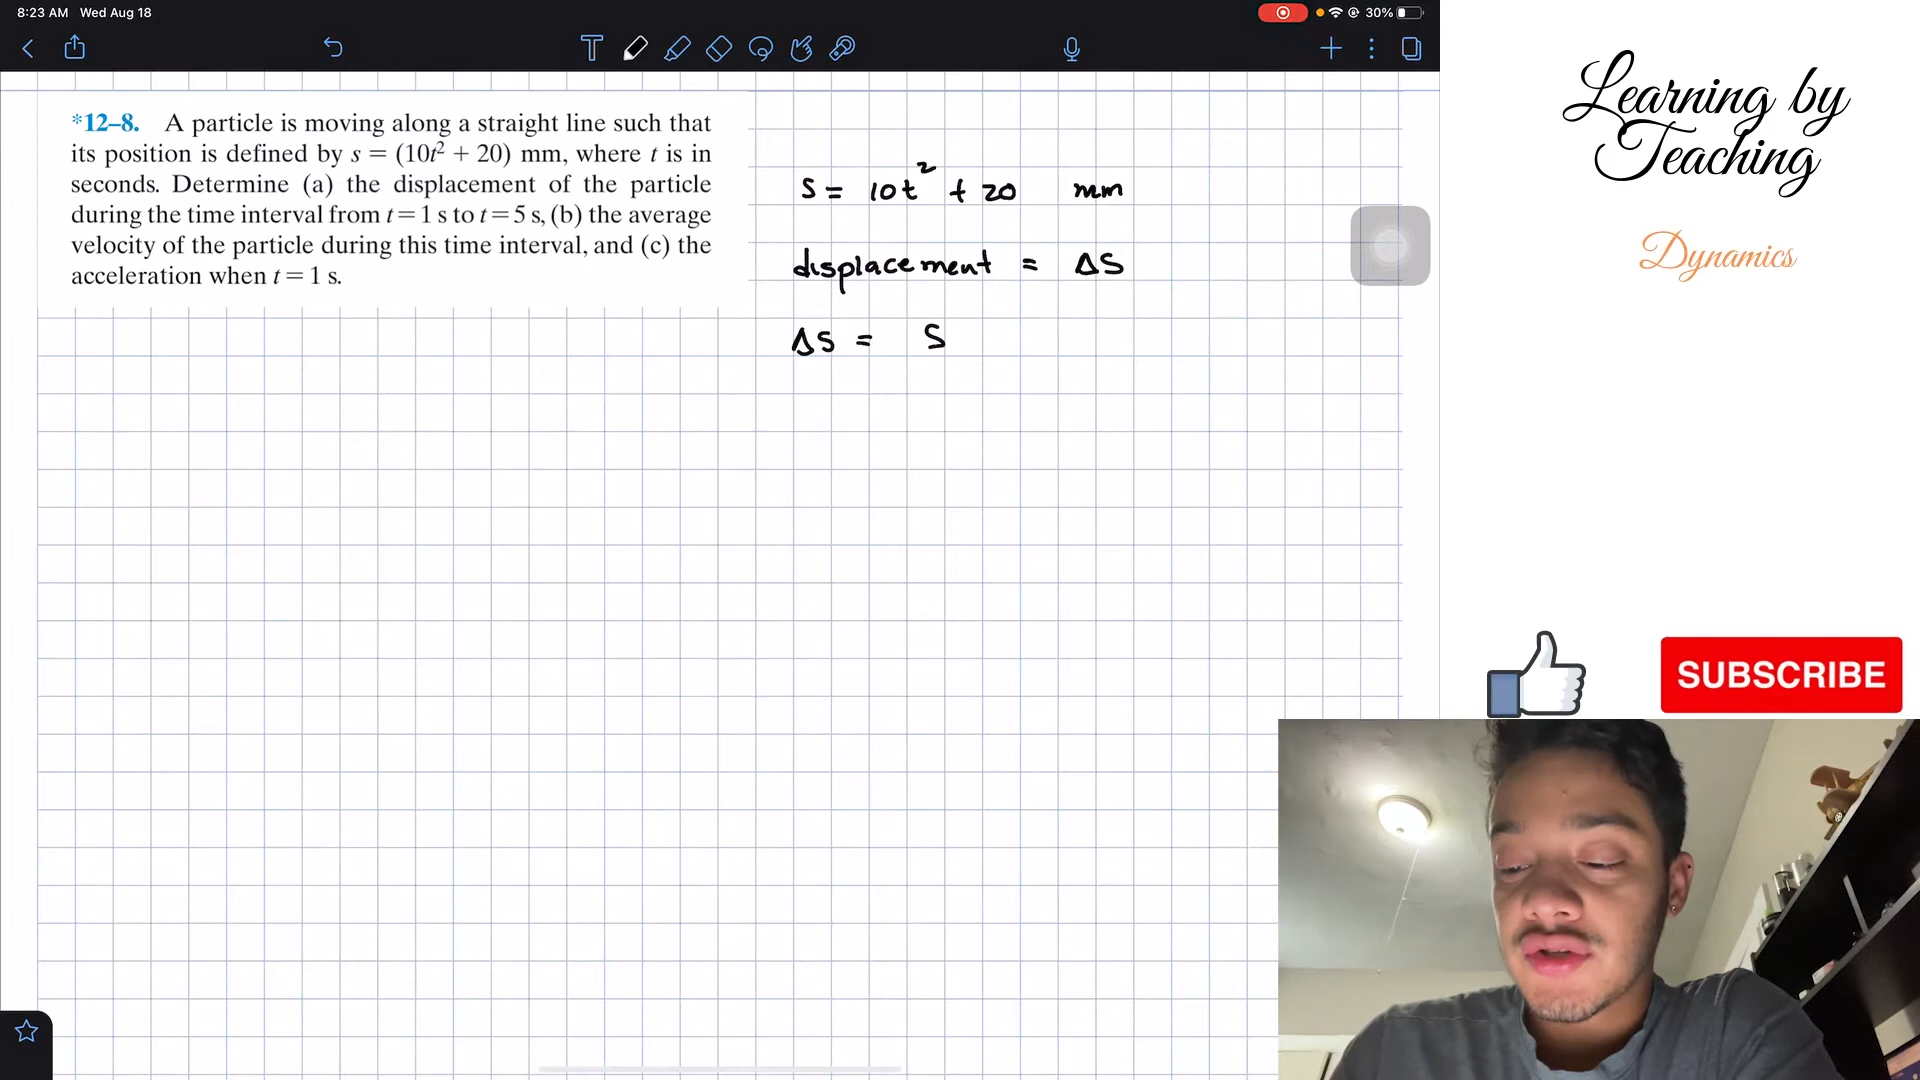 8:23 AM Wed Aug 18
30%
*12–8. A particle is moving along a straight line such that
its position is defined by s = (10t² + 20) mm, where t is in
seconds. Determine (a) the displacement of the particle
during the time interval from t = 1 s to t = 5 s, (b) the average
velocity of the particle during this time interval, and (c) the
acceleration when t = 1 s.
S = 10t² + 20 mm
displacement = ΔS
ΔS = S
Learning by
Teaching
Dynamics
SUBSCRIBE